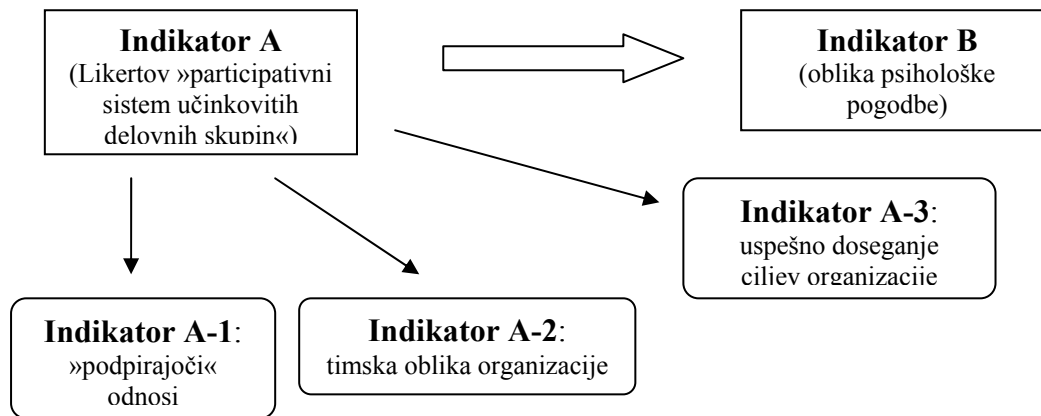 Indikator A
(Likertov »participativni
sistem učinkovitih
delovnih skupin«)
Indikator B
(oblika psihološke
pogodbe)
Indikator A-3:
uspešno doseganje
ciljev organizacije
Indikator A-1:
»podpirajoči«
odnosi
Indikator A-2:
timska oblika organizacije